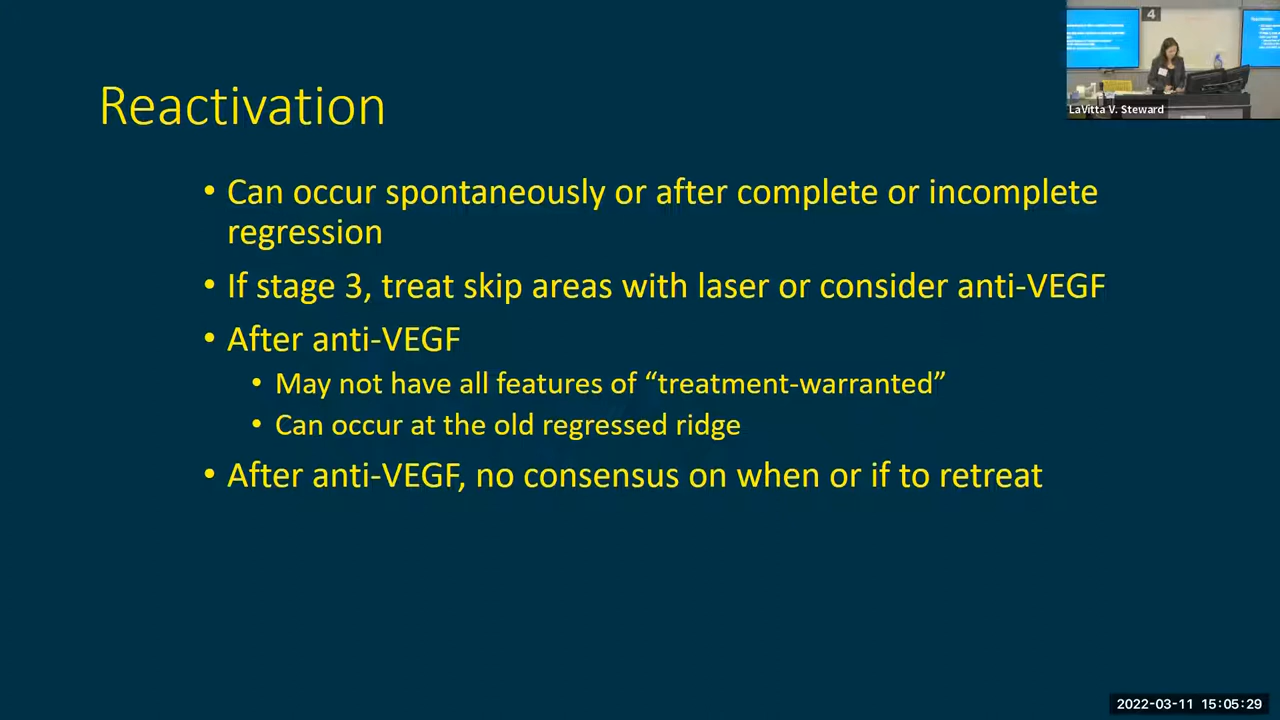 4
LaVitta V. Steward
Reactivation
• Can occur spontaneously or after complete or incomplete
regression
• If stage 3, treat skip areas with laser or consider anti-VEGF
• After anti-VEGF
• May not have all features of “treatment-warranted”
• Can occur at the old regressed ridge
• After anti-VEGF, no consensus on when or if to retreat
2022-03-11 15:05:29